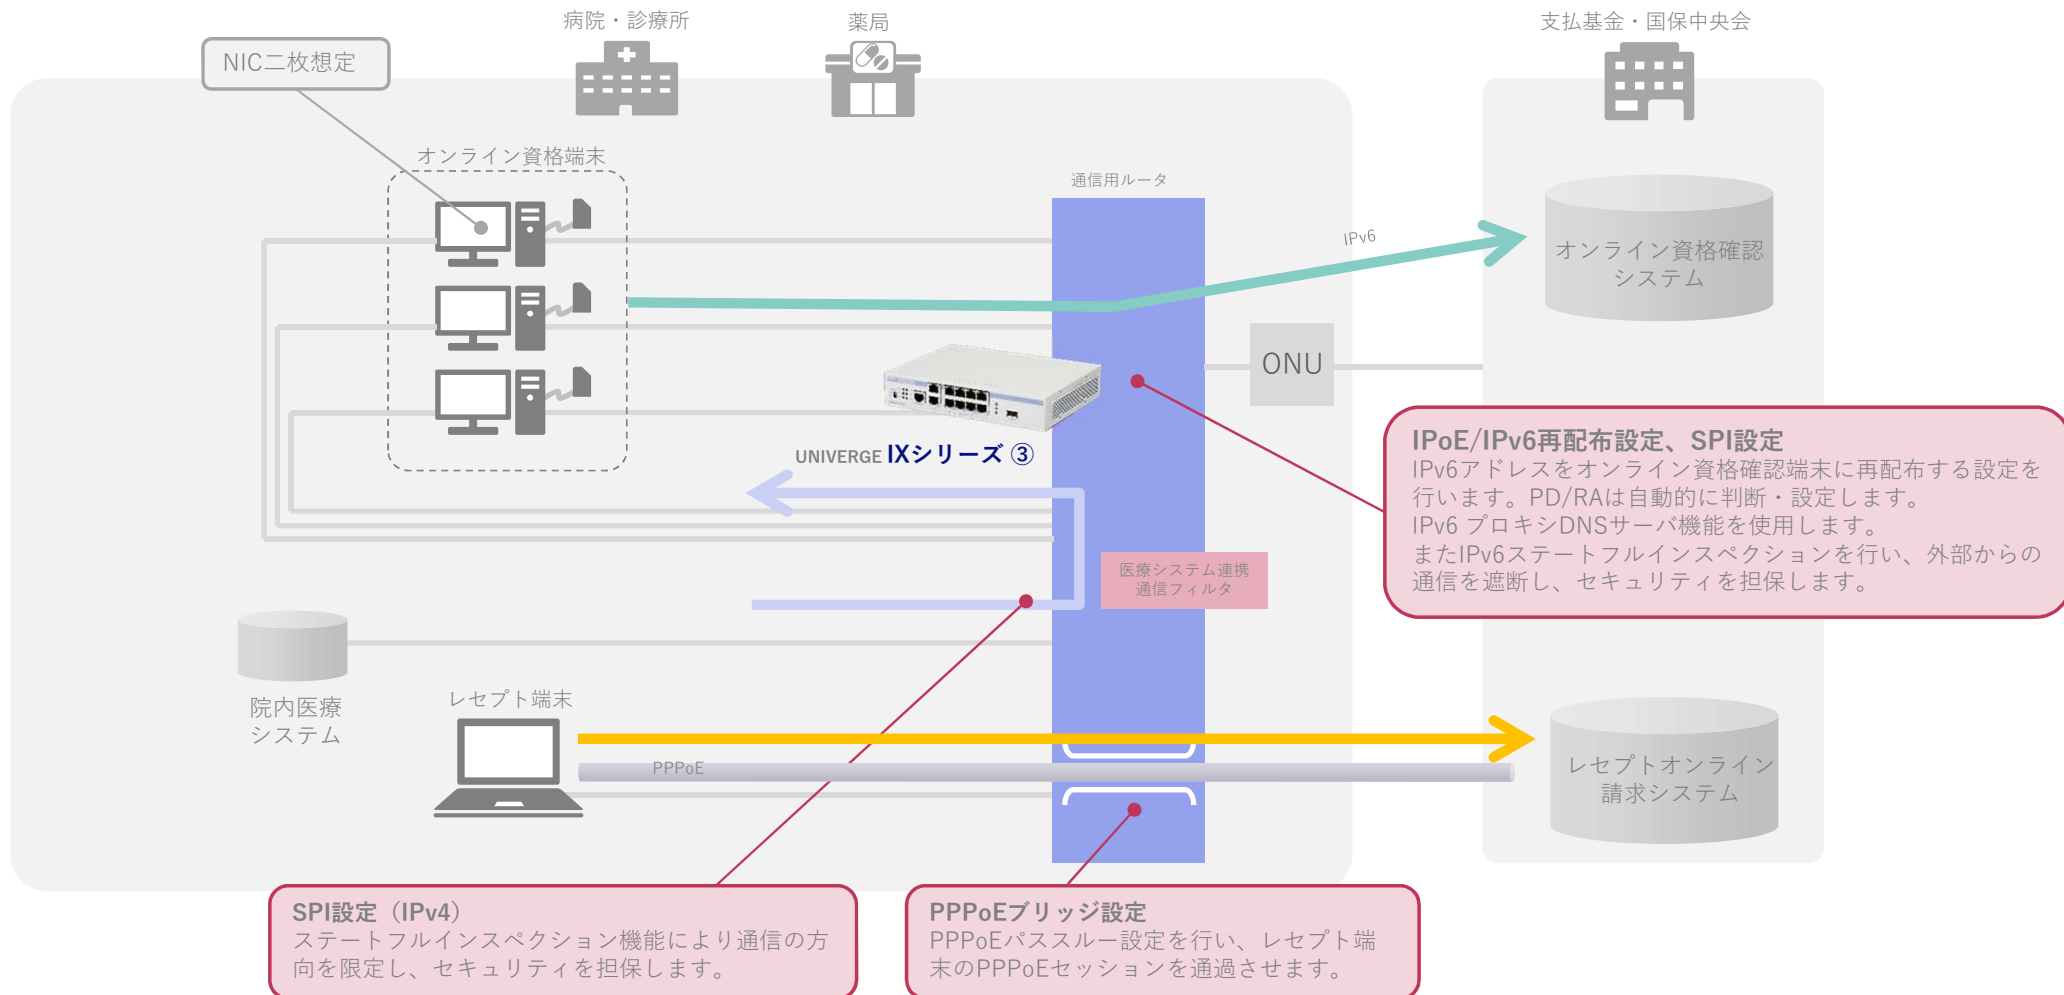 病院・診療所
薬局
支払基金・国保中央会
NIC二枚想定
オンライン資格端末
通信用ルータ
IPv6
オンライン資格確認
システム
ONU
UNIVERGE IXシリーズ ③
IPoE/IPv6再配布設定、SPI設定
IPv6アドレスをオンライン資格確認端末に再配布する設定を
行います。PD/RAは自動的に判断・設定します。
IPv6 プロキシDNSサーバ機能を使用します。
またIPv6ステートフルインスペクションを行い、外部からの
通信を遮断し、セキュリティを担保します。
医療システム連携
通信フィルタ
院内医療
システム
レセプト端末
PPPoE
レセプトオンライン
請求システム
SPI設定（IPv4）
ステートフルインスペクション機能により通信の方
向を限定し、セキュリティを担保します。
PPPoEブリッジ設定
PPPoEパススルー設定を行い、レセプト端
末のPPPoEセッションを通過させます。